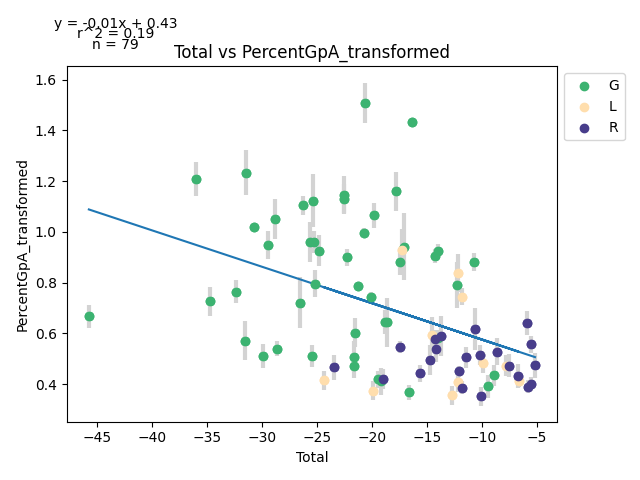 y = -0.01x + 0.43
r^2 = 0.19
n = 79
Total vs PercentGpA_transformed
G
L
R
PercentGpA_transformed
1.6
1.4
1.2
1.0
0.8
0.6
0.4
−45 −40 −35 −30 −25 −20 −15 −10 −5
Total